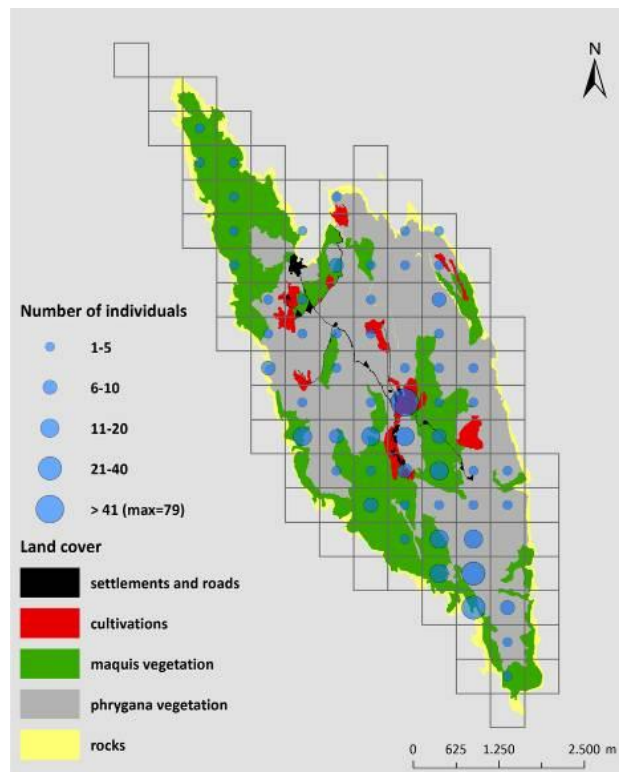 N
Number of individuals
1-5
6-10
11-20
21-40
> 41 (max=79)
Land cover
settlements and roads
cultivations
maquis vegetation
phrygana vegetation
rocks
0 625 1.250 2.500 m